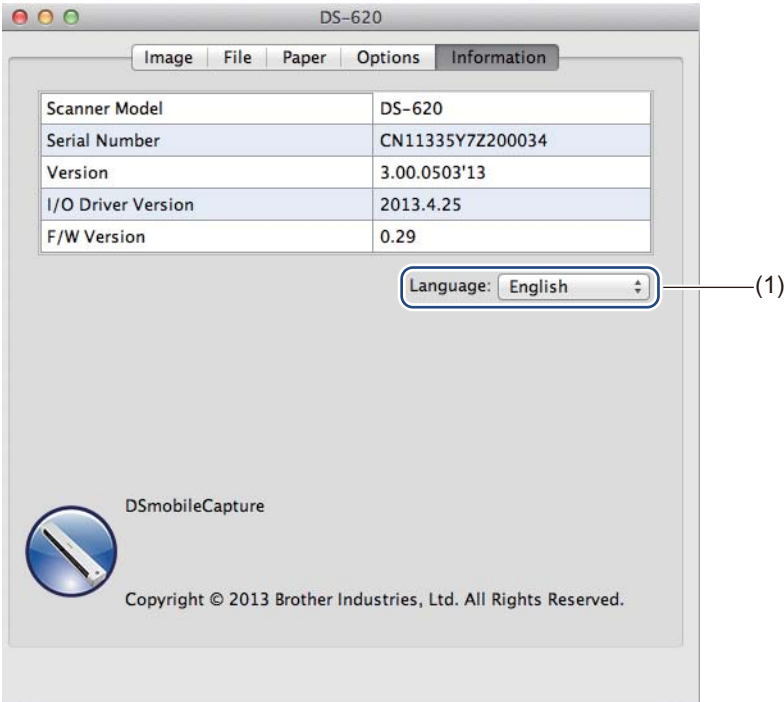 DS-620
Image File Paper Options Information
Scanner Model DS-620
Serial Number CN11335Y7Z200034
Version 3.00.0503'13
I/O Driver Version 2013.4.25
F/W Version 0.29
Language: English (1)
DSmobileCapture
Copyright © 2013 Brother Industries, Ltd. All Rights Reserved.